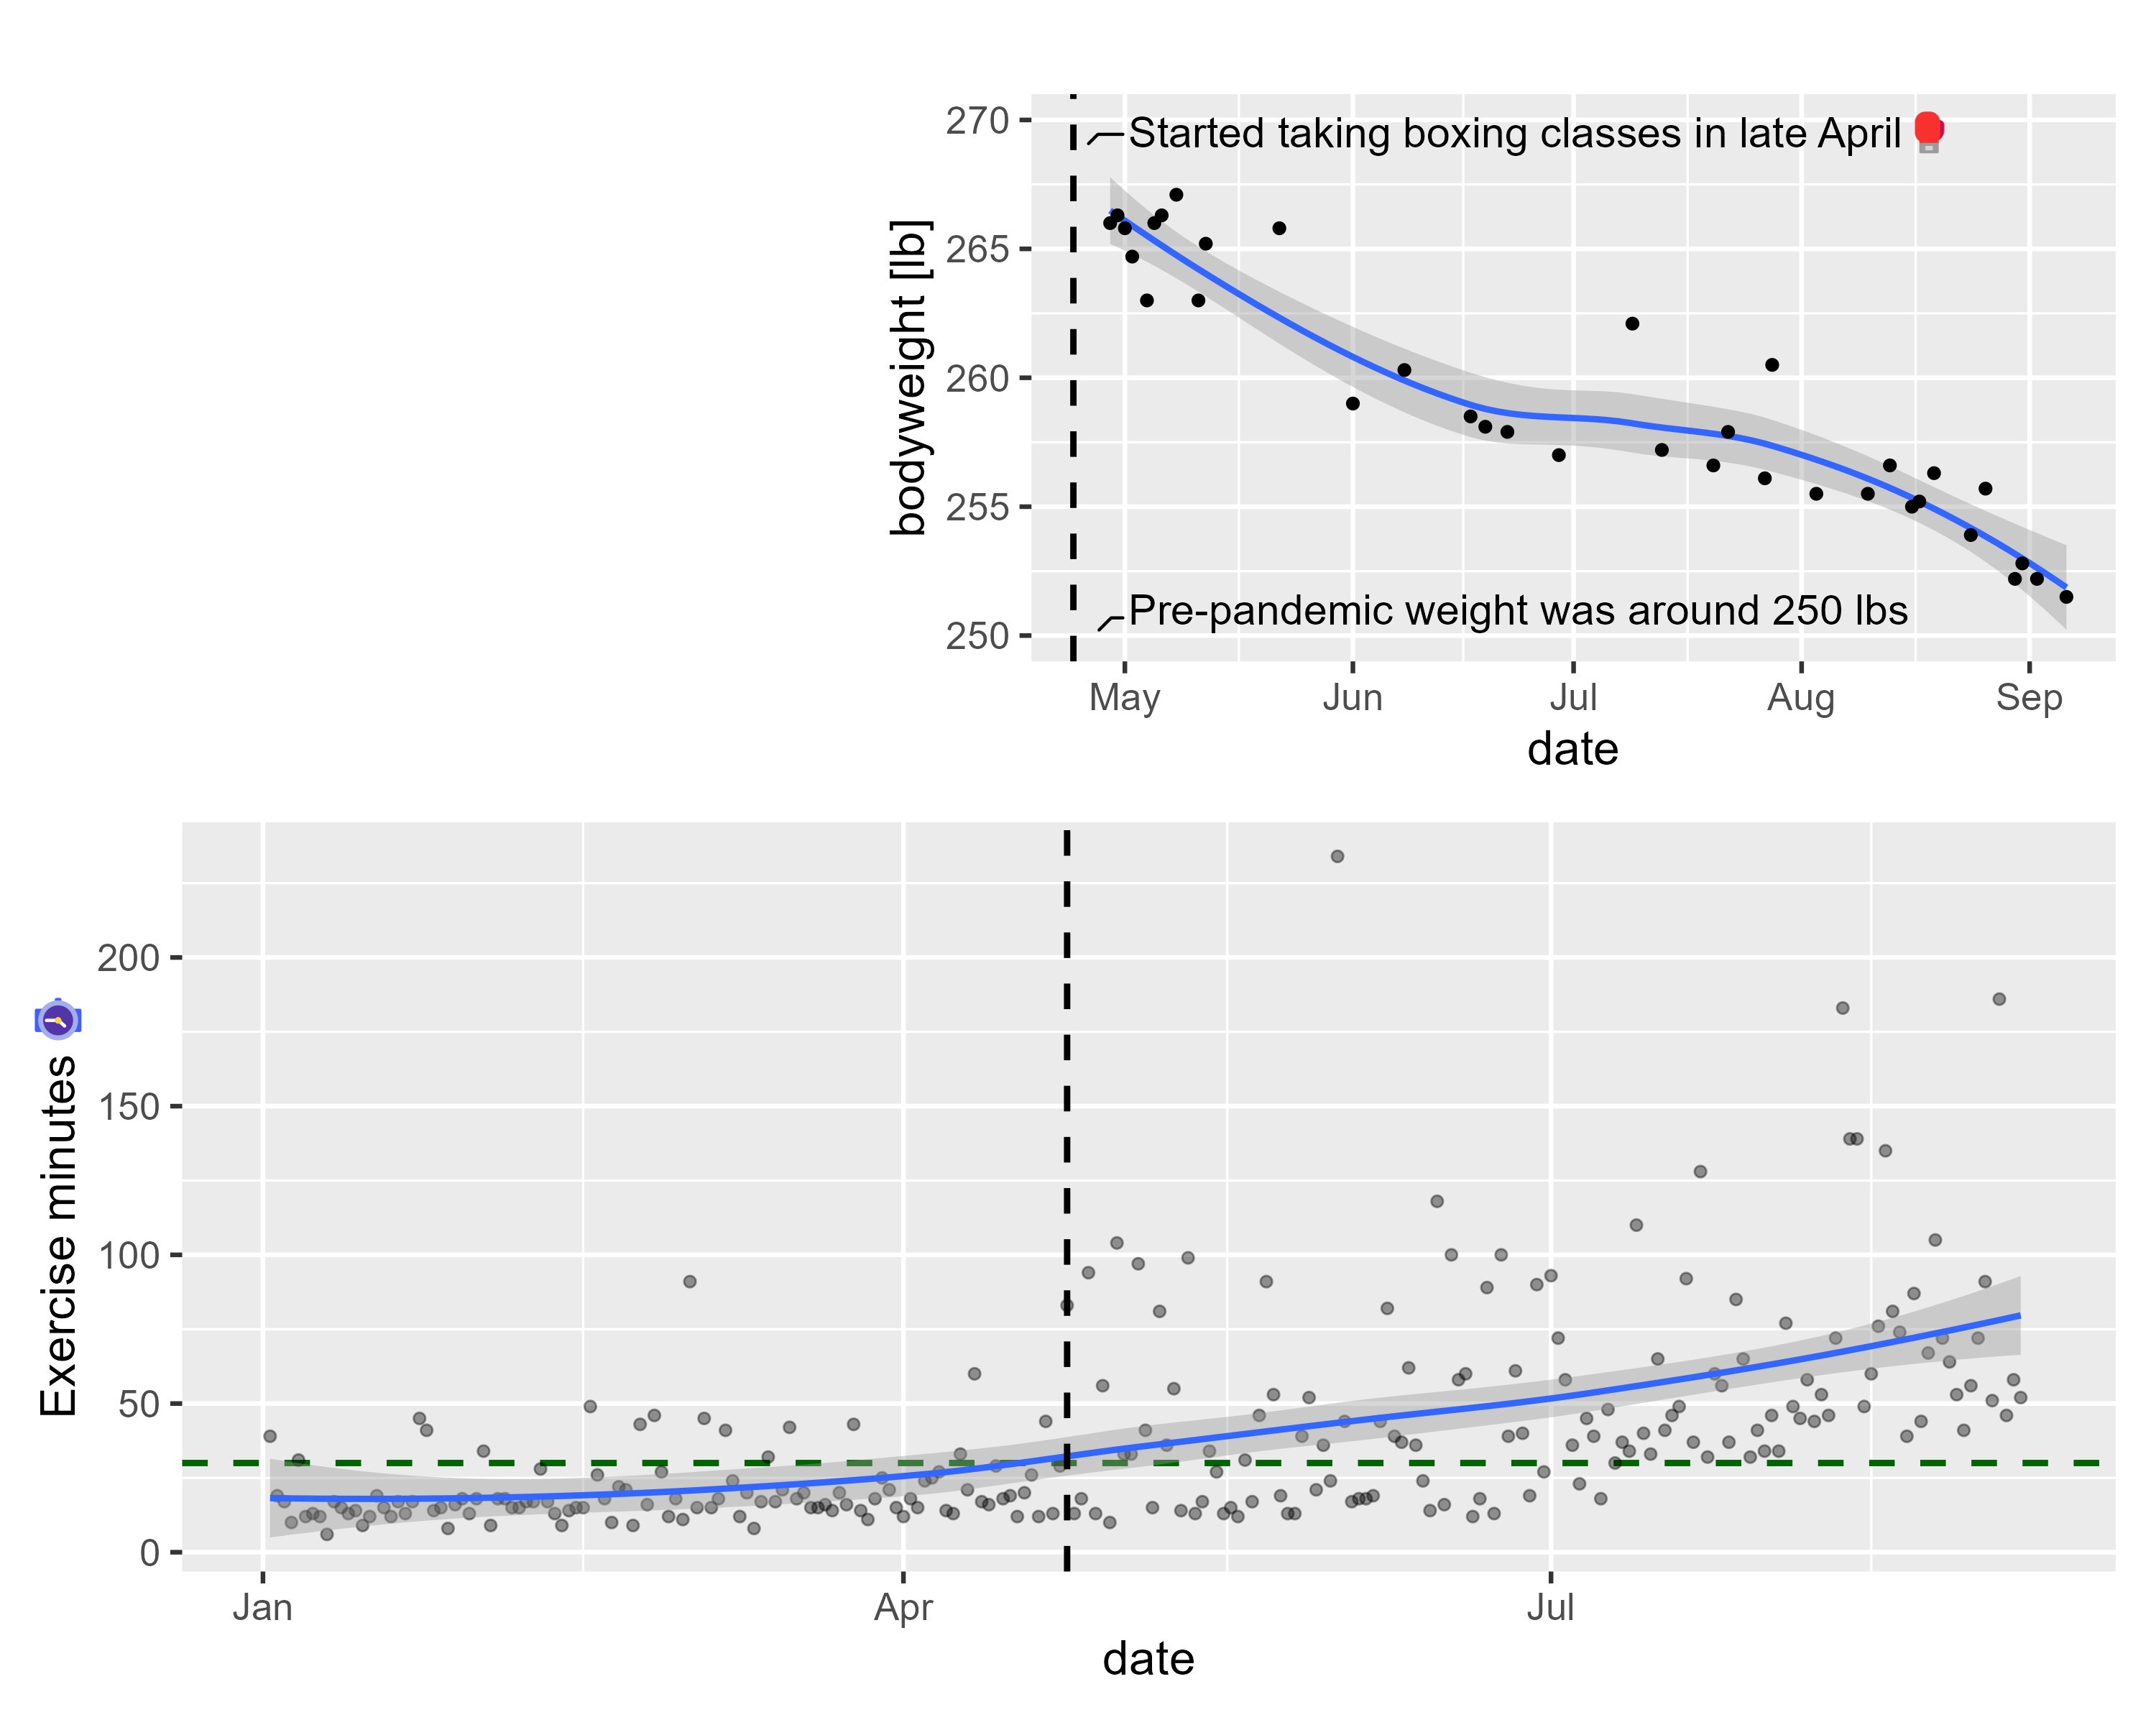 270
Started taking boxing classes in late April
265
260
255
250
bodyweight [lb]
Pre-pandemic weight was around 250 lbs
May Jun Jul Aug Sep
date
200
150
100
50
0
Exercise minutes
Jan Apr Jul
date